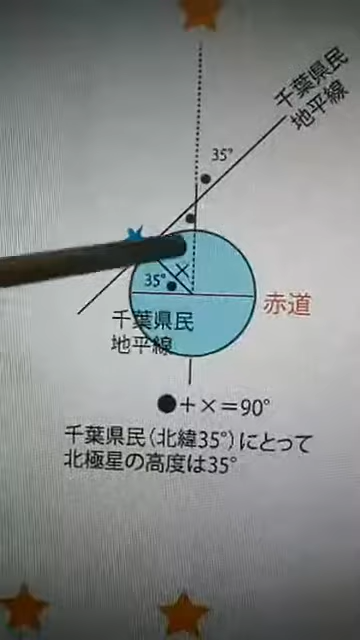 千葉県民
地平線
35°
×
35°
赤道
千葉県民
地平線
●+×=90°
千葉県民(北緯35°)にとって
北極星の高度は35°